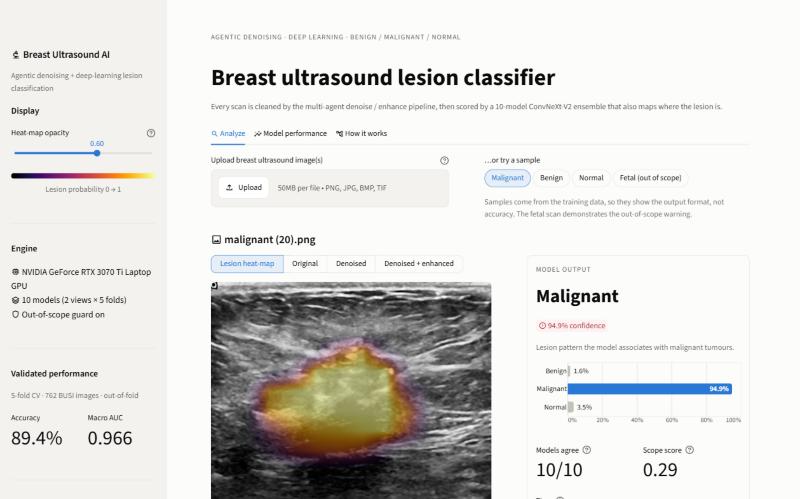 Breast Ultrasound AI
Agentic denoising + deep-learning lesion
classification
Display
Heat-map opacity
0.60
Lesion probability 0 → 1
Engine
NVIDIA GeForce RTX 3070 Ti Laptop
GPU
10 models (2 views × 5 folds)
Out-of-scope guard on
Validated performance
5-fold CV · 762 BUSI images · out-of-fold
Accuracy Macro AUC
89.4% 0.966
AGENTIC DENOISING · DEEP LEARNING · BENIGN / MALIGNANT / NORMAL
Breast ultrasound lesion classifier
Every scan is cleaned by the multi-agent denoise / enhance pipeline, then scored by a 10-model ConvNeXt-V2 ensemble that also maps where the lesion is.
Analyze Model performance How it works
Upload breast ultrasound image(s)
Upload 50MB per file • PNG, JPG, BMP, TIF
...or try a sample
Malignant Benign Normal Fetal (out of scope)
Samples come from the training data, so they show the output format, not
accuracy. The fetal scan demonstrates the out-of-scope warning.
malignant (20).png
Lesion heat-map Original Denoised Denoised + enhanced
MODEL OUTPUT
Malignant
94.9% confidence
Lesion pattern the model associates with malignant tumours.
Benign 1.6%
Malignant 94.9%
Normal 3.5%
0% 20% 40% 60% 80% 100%
Models agree Scope score
10/10 0.29